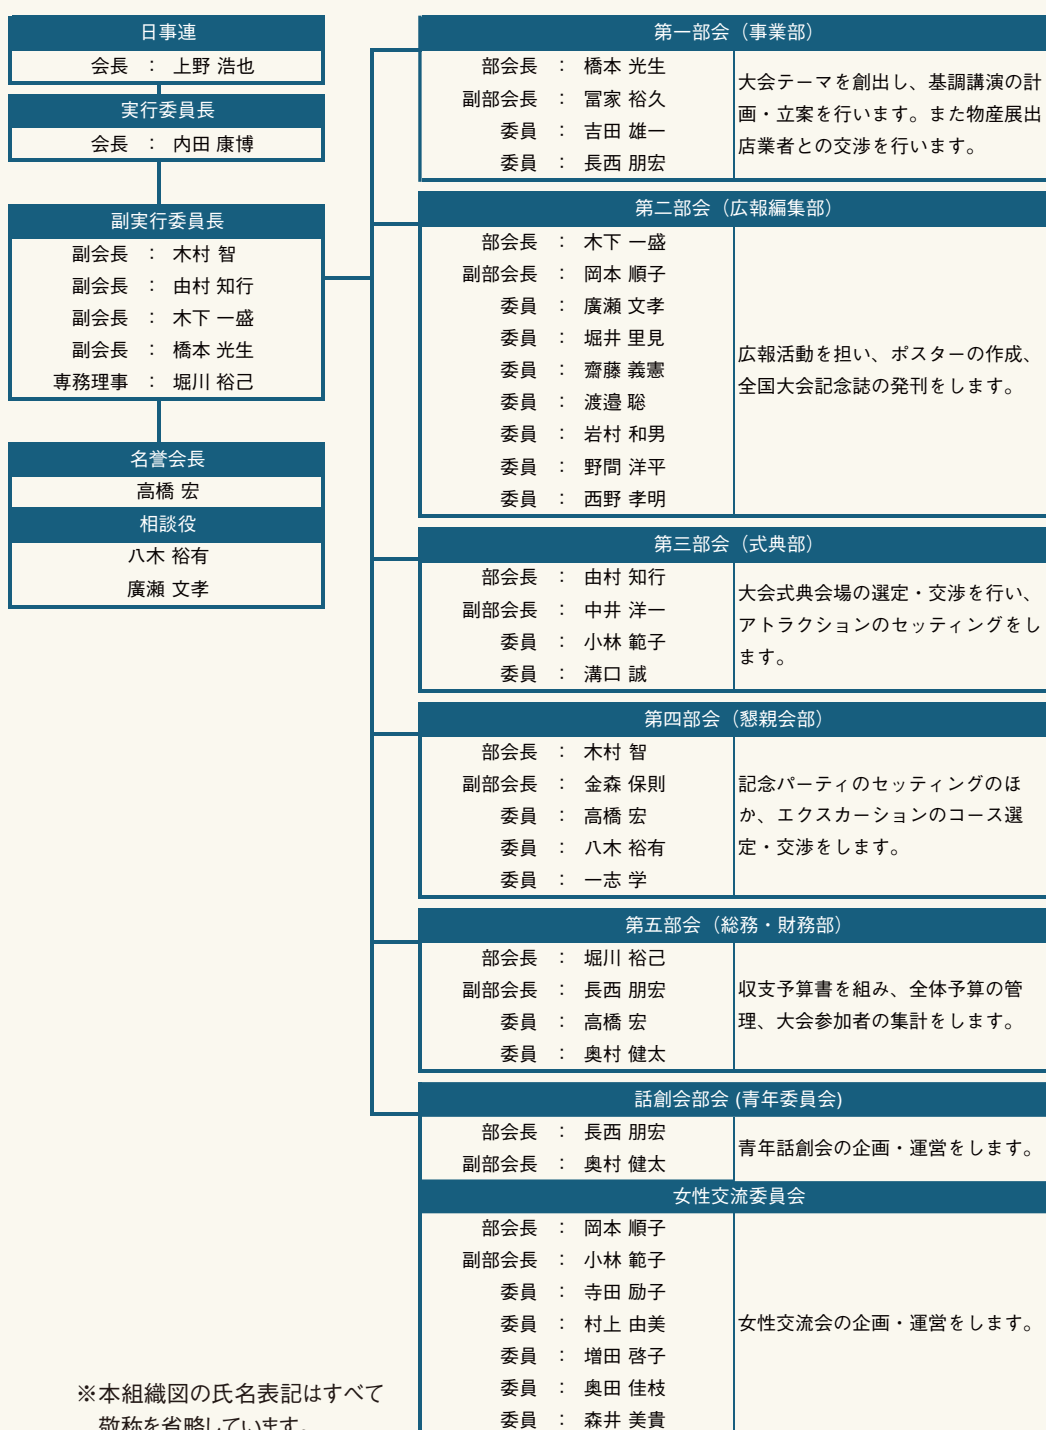 日事連
会長 ： 上野 浩也
実行委員長
会長 ： 内田 康博
副実行委員長
副会長 ： 木村 智
副会長 ： 由村 知行
副会長 ： 木下 一盛
副会長 ： 橋本 光生
専務理事 ： 堀川 裕己
名誉会長
高橋 宏
相談役
八木 裕有
廣瀬 文孝
第一部会（事業部）
部会長 ： 橋本 光生
副部会長 ： 冨家 裕久
委員 ： 吉田 雄一
委員 ： 長西 朋宏
大会テーマを創出し、基調講演の計
画・立案を行います。また物産展出
店業者との交渉を行います。
第二部会（広報編集部）
部会長 ： 木下 一盛
副部会長 ： 岡本 順子
委員 ： 廣瀬 文孝
委員 ： 堀井 里見
委員 ： 齋藤 義憲
委員 ： 渡邉 聡
委員 ： 岩村 和男
委員 ： 野間 洋平
委員 ： 西野 孝明
広報活動を担い、ポスターの作成、
全国大会記念誌の発刊をします。
第三部会（式典部）
部会長 ： 由村 知行
副部会長 ： 中井 洋一
委員 ： 小林 範子
委員 ： 溝口 誠
大会式典会場の選定・交渉を行い、
アトラクションのセッティングをし
ます。
第四部会（懇親会部）
部会長 ： 木村 智
副部会長 ： 金森 保則
委員 ： 高橋 宏
委員 ： 八木 裕有
委員 ： 一志 学
記念パーティのセッティングのほ
か、エクスカーションのコース選
定・交渉をします。
第五部会（総務・財務部）
部会長 ： 堀川 裕己
副部会長 ： 長西 朋宏
委員 ： 高橋 宏
委員 ： 奥村 健太
収支予算書を組み、全体予算の管
理、大会参加者の集計をします。
話創会部会 (青年委員会)
部会長 ： 長西 朋宏
副部会長 ： 奥村 健太
青年話創会の企画・運営をします。
女性交流委員会
部会長 ： 岡本 順子
副部会長 ： 小林 範子
委員 ： 寺田 励子
委員 ： 村上 由美
委員 ： 増田 啓子
委員 ： 奥田 佳枝
委員 ： 森井 美貴
女性交流会の企画・運営をします。
※本組織図の氏名表記はすべて
敬称を省略しています。